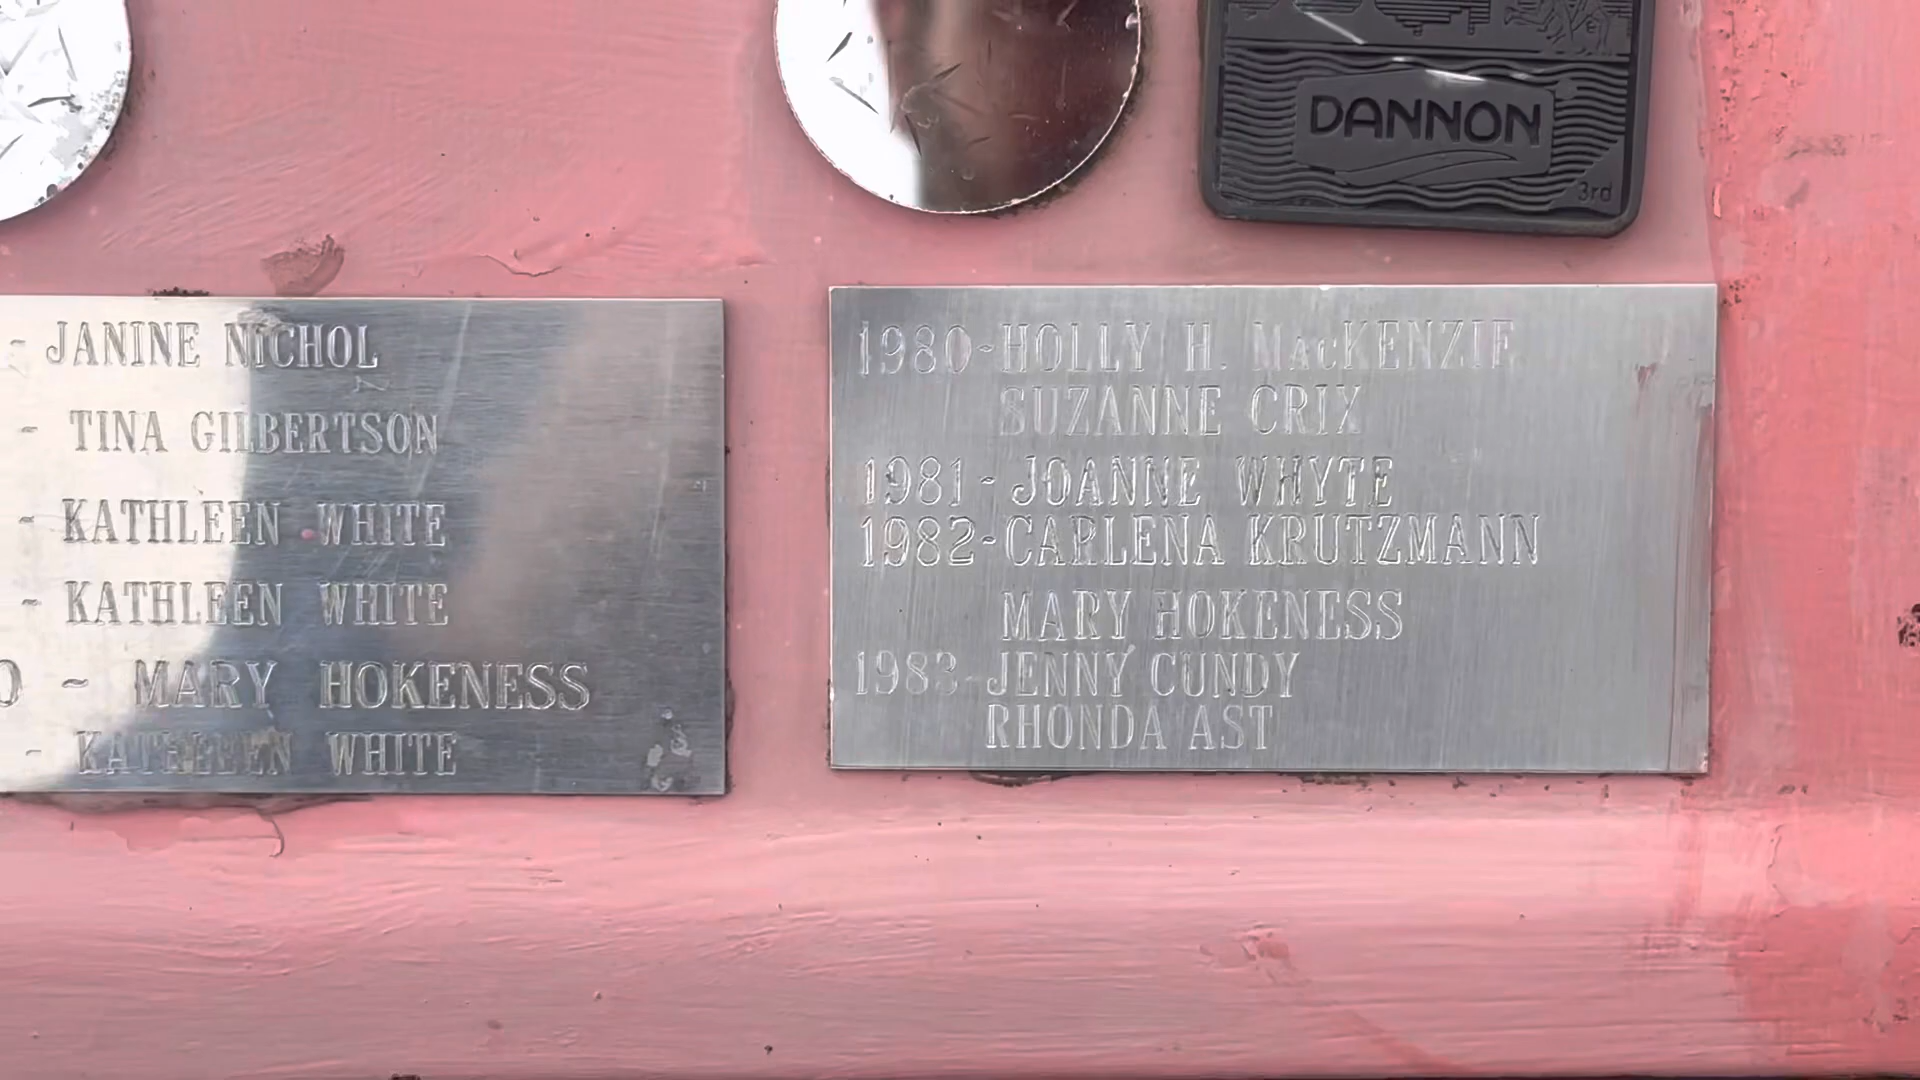 DANNON
3rd
- JANINE NICHOL
- TINA GILBERTSON
- KATHLEEN WHITE
- KATHLEEN WHITE
0 - MARY HOKENESS
- KATHLEEN WHITE
1980-HOLLY H. MacKENZIE
SUZANNE CRIX
1981-JOANNE WHYTE
1982-CARLENA KRUTZMANN
MARY HOKENESS
1983-JENNY CUNDY
RHONDA AST